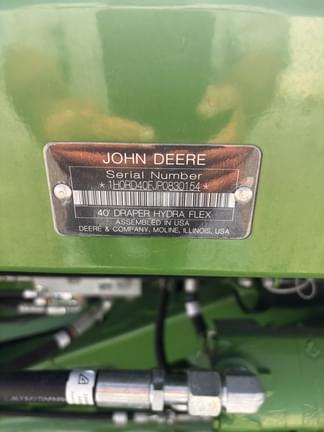 JOHN DEERE
Serial Number
*1H0RD40FJP0830154*
40' DRAPER HYDRA FLEX
ASSEMBLED IN USA
DEERE & COMPANY, MOLINE, ILLINOIS, USA